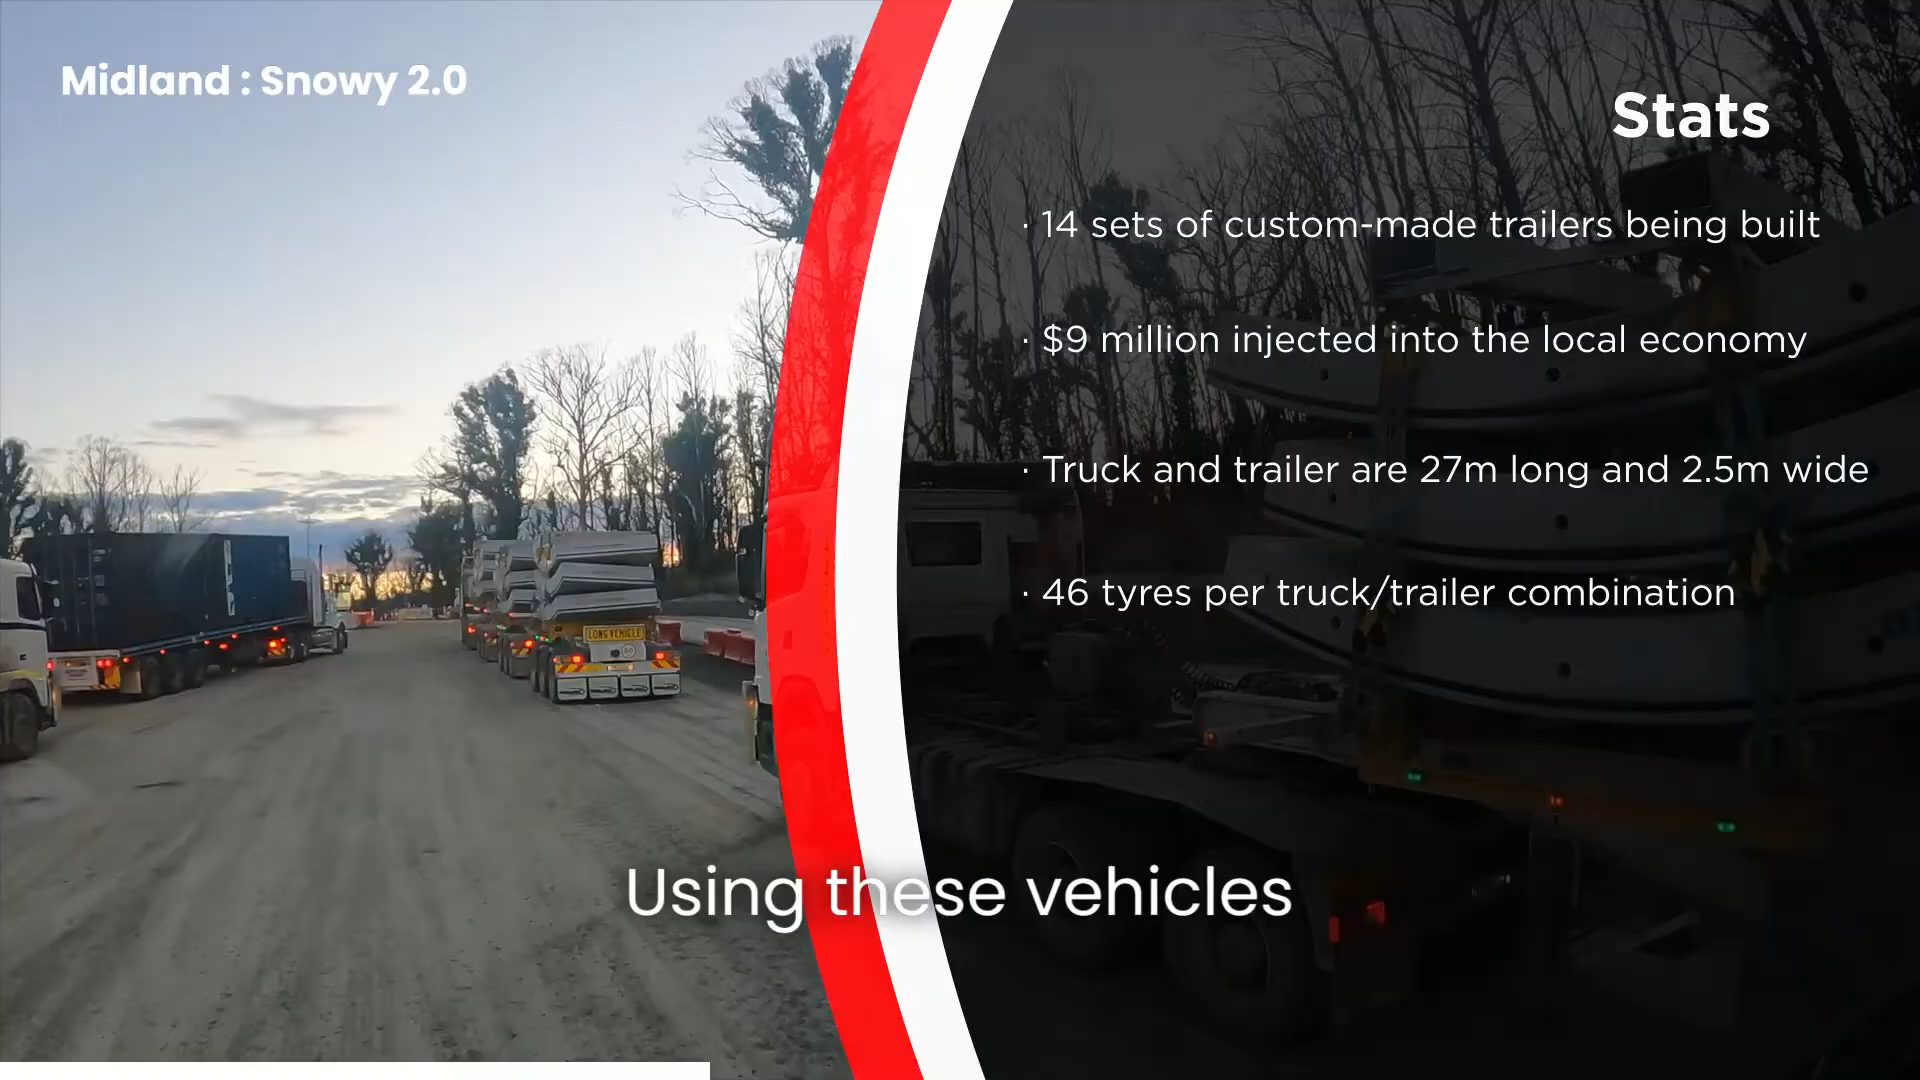 Midland : Snowy 2.0
Stats
· 14 sets of custom-made trailers being built
· $9 million injected into the local economy
· Truck and trailer are 27m long and 2.5m wide
· 46 tyres per truck/trailer combination
LONG VEHICLE
Using these vehicles